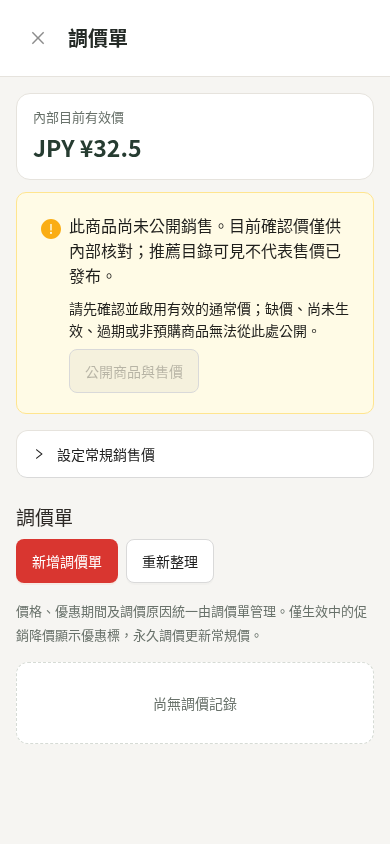 調價單
內部目前有效價
JPY ¥32.5
此商品尚未公開銷售。目前確認價僅供
內部核對；推薦目錄可見不代表售價已
發布。
請先確認並啟用有效的通常價；缺價、尚未生
效、過期或非預購商品無法從此處公開。
公開商品與售價
設定常規銷售價
調價單
新增調價單
重新整理
價格、優惠期間及調價原因統一由調價單管理。僅生效中的促
銷降價顯示優惠標，永久調價更新常規價。
尚無調價記錄